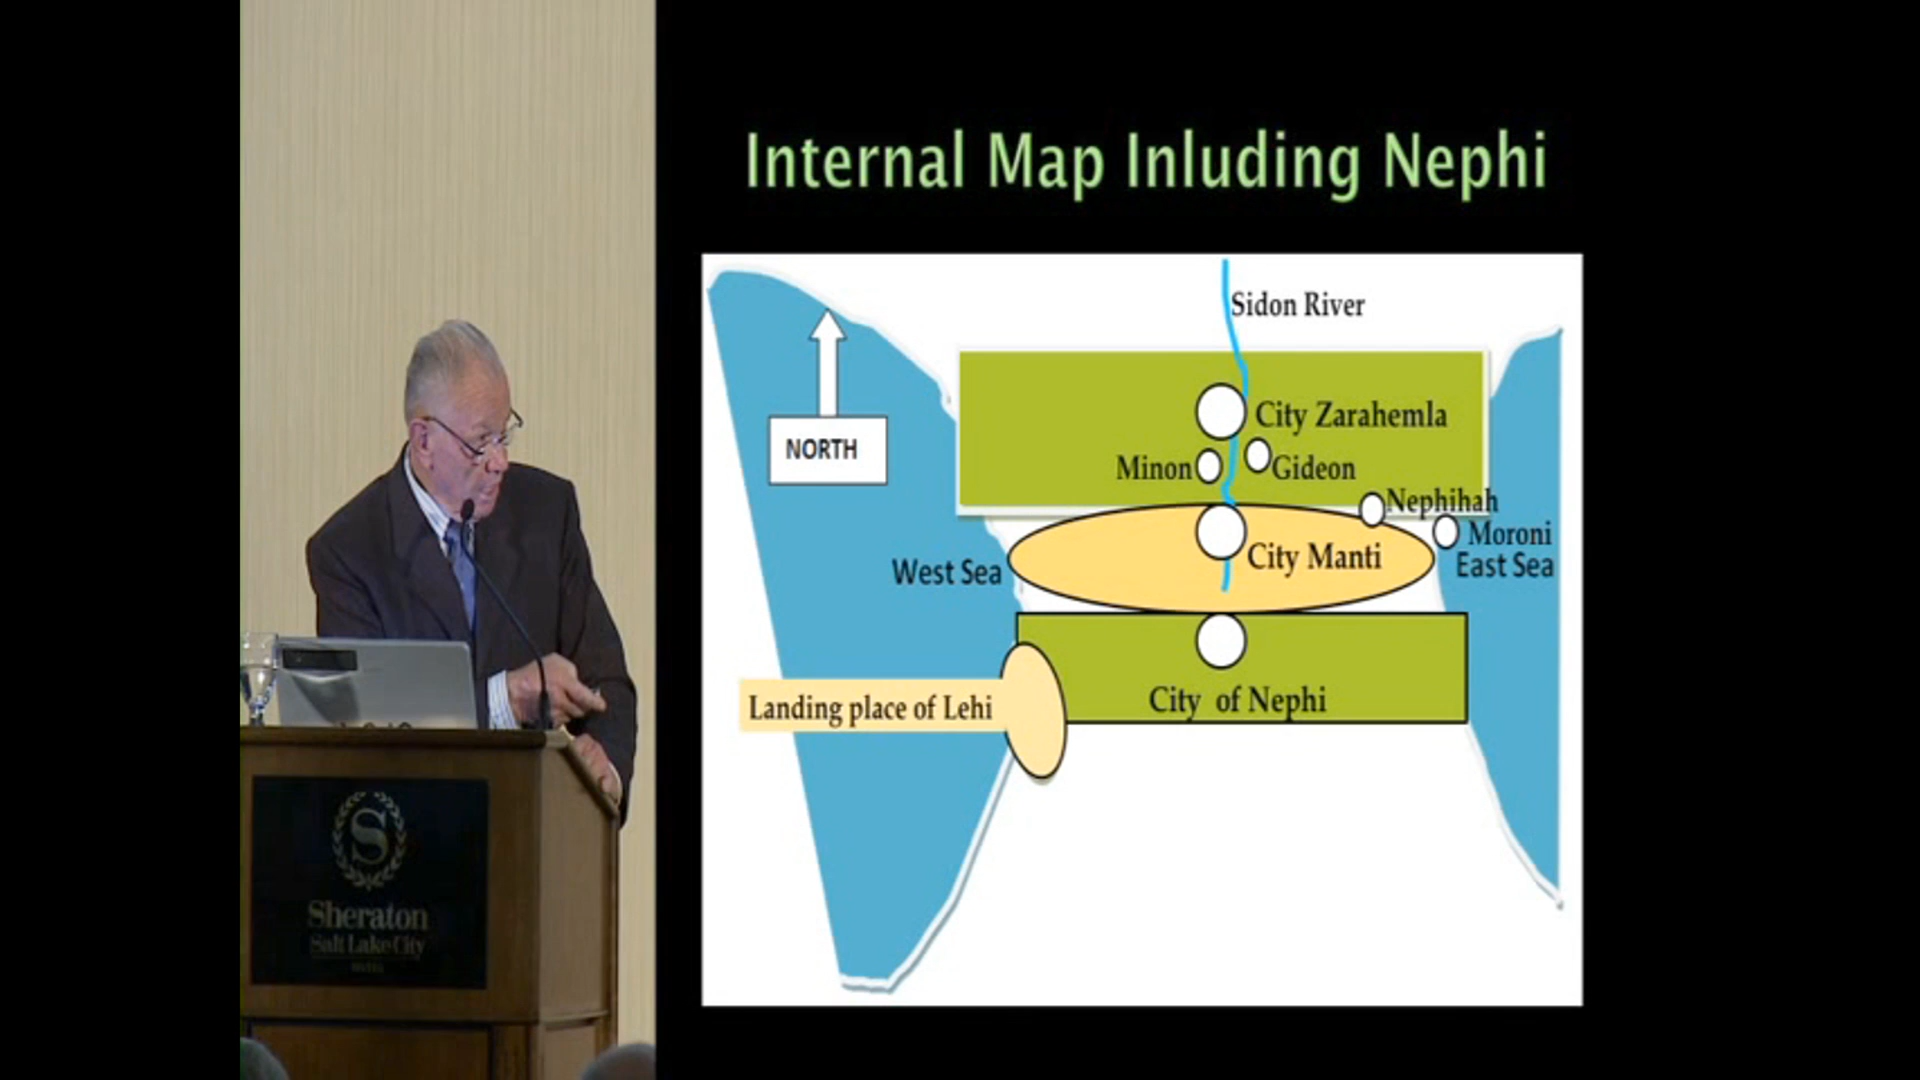 Internal Map Inluding Nephi
Sidon River
City Zarahemla
NORTH
Minon
Gideon
Nephihah
Moroni
City Manti
East Sea
West Sea
Landing place of Lehi
City of Nephi
S
Sheraton
Salt Lake City
HOTEL